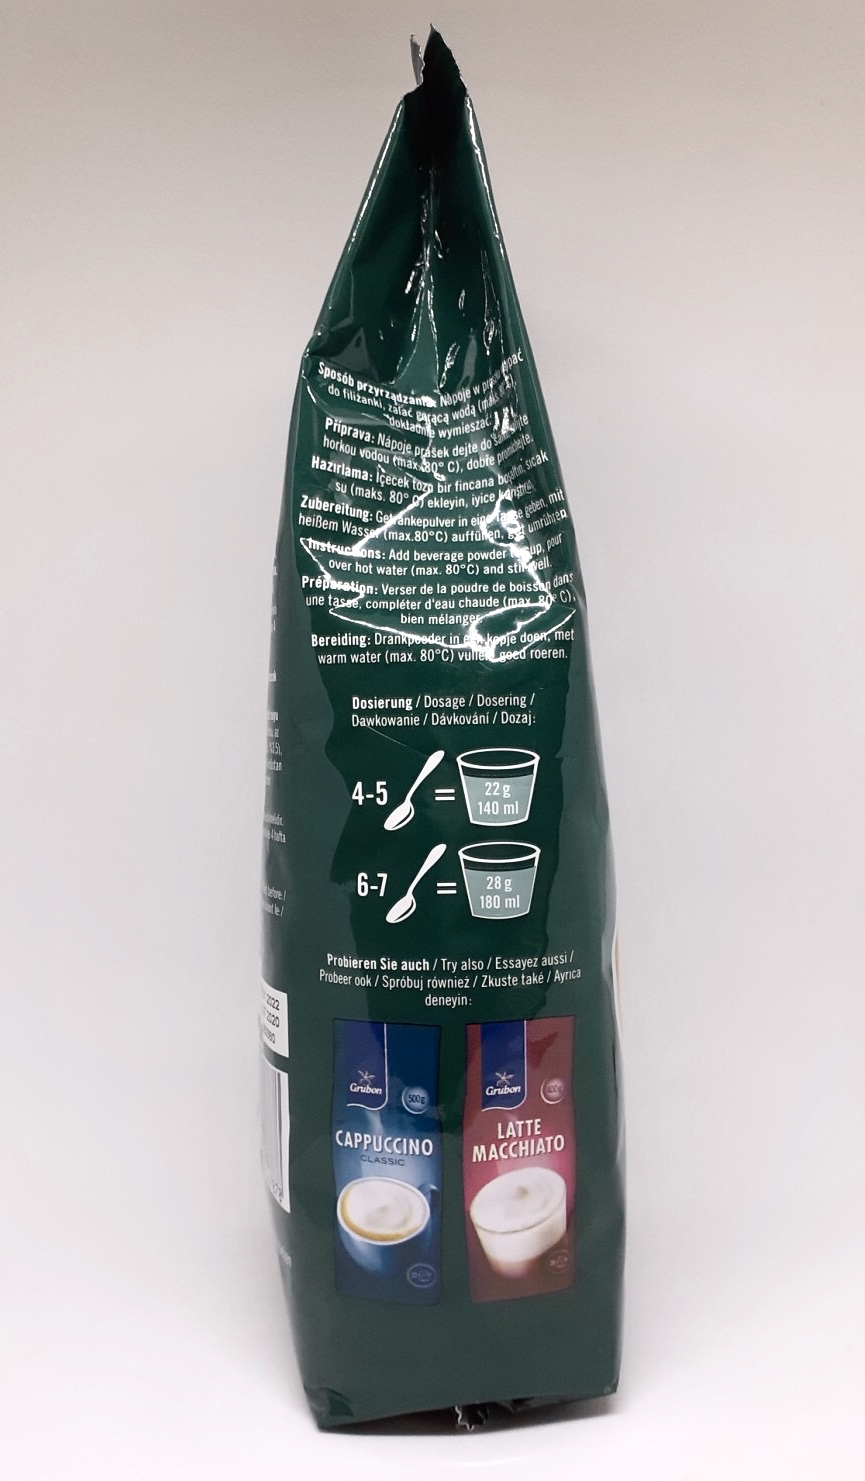 Sposób przyrządzania: Napoje w
do filiżanki, zalać gorącą wodą
dokładnie wymieszać.
Příprava: Nápoje prášek dejte do
horkou vodou (max. 80° C), dobře promíchejte.
Hazırlama: İçecek tozu bir fincana boşaltın, sıcak
su (maks. 80° C) ekleyin, iyice karıştırın.
Zubereitung: Getränkepulver in eine Tasse geben, mit
heißem Wasser (max.80°C) auffüllen, gut umrühren.
Instructions: Add beverage powder to cup, pour
over hot water (max. 80°C) and stir well.
Préparation: Verser de la poudre de boisson dans
une tasse, compléter d'eau chaude (max. 80° C),
bien mélanger.
Bereiding: Drankpoeder in een kopje doen, met
warm water (max. 80°C) vullen, goed roeren.
Dosierung / Dosage / Dosering /
Dawkowanie / Dávkování / Dozaj:
4-5 = 22 g
140 ml
6-7 = 28 g
180 ml
Probieren Sie auch / Try also / Essayez aussi /
Probeer ook / Spróbuj również / Zkuste také / Ayrıca
deneyin:
Grubon
500g
CAPPUCCINO
CLASSIC
Grubon
400g
LATTE
MACCHIATO
2022
2020